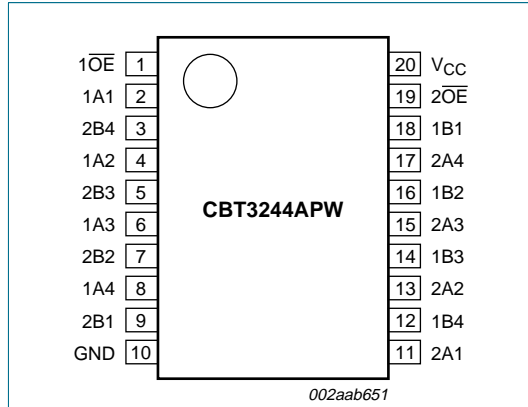 1O̅E̅ 1 20 VCC
1A1 2 19 2O̅E̅
2B4 3 18 1B1
1A2 4 17 2A4
2B3 5 16 1B2
CBT3244APW
1A3 6 15 2A3
2B2 7 14 1B3
1A4 8 13 2A2
2B1 9 12 1B4
GND 10 11 2A1
002aab651